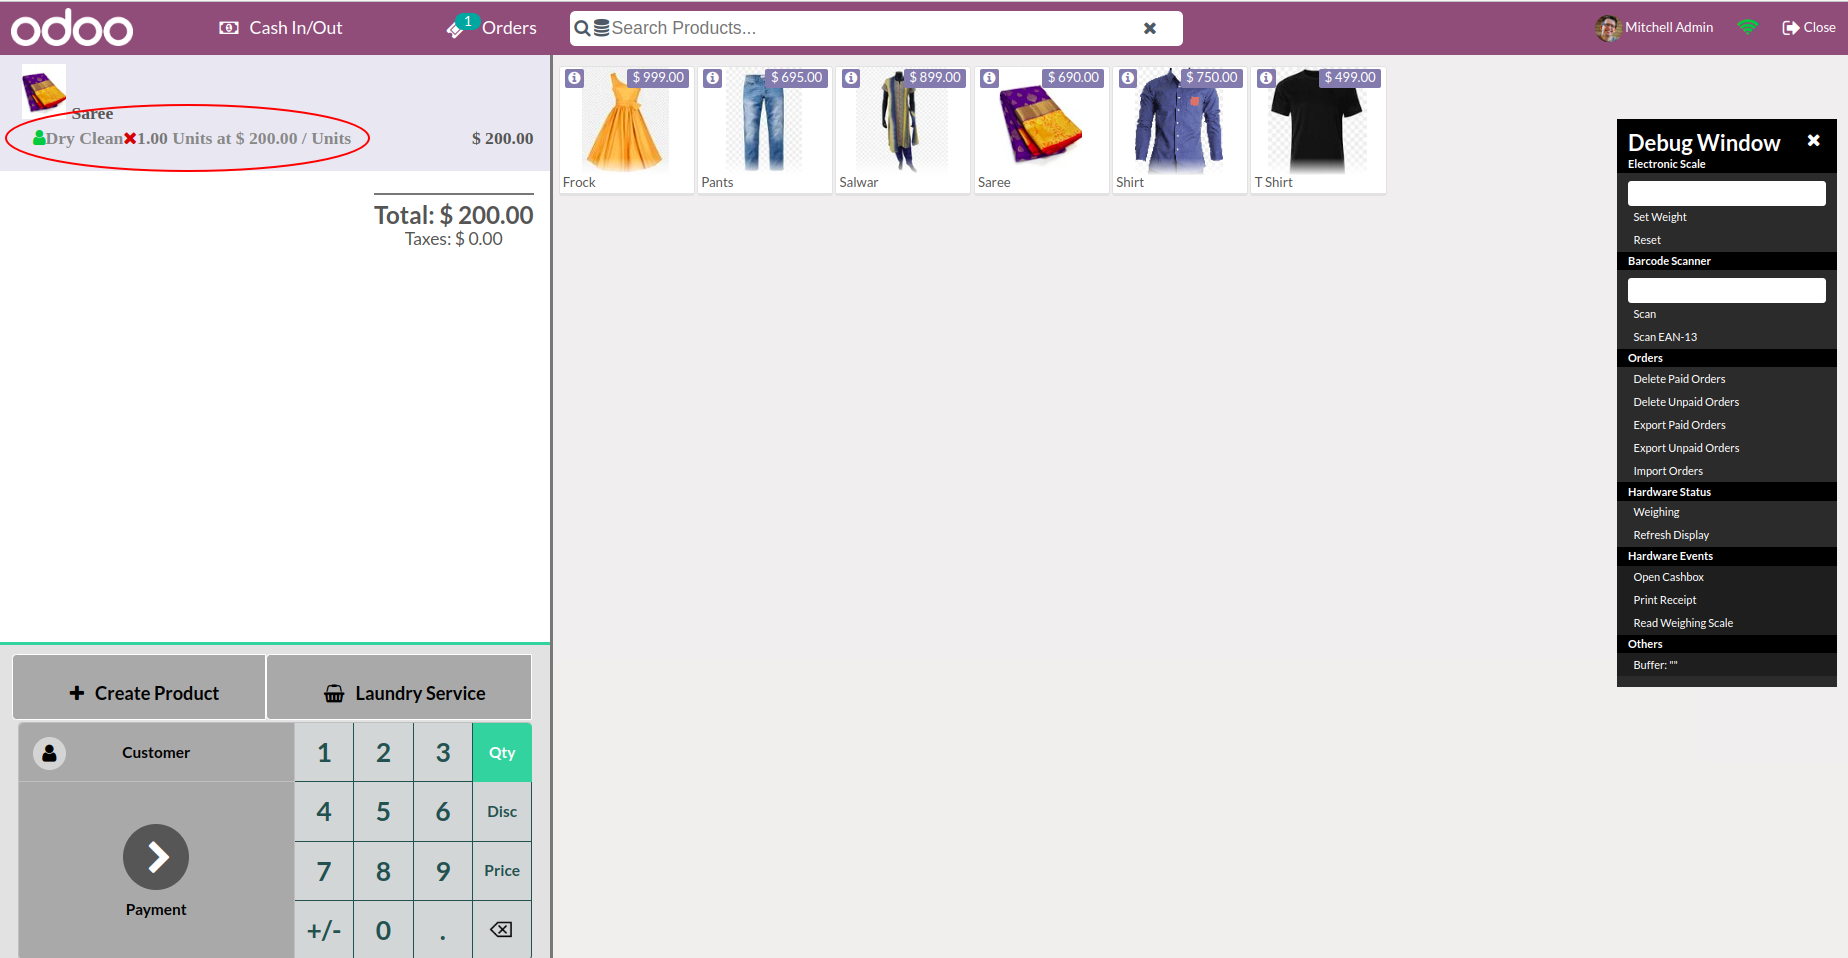 odoo
Cash In/Out
1
Orders
Search Products...
Mitchell Admin
Close
Saree
Dry Clean 1.00 Units at $ 200.00 / Units
$ 200.00
Total: $ 200.00
Taxes: $ 0.00
$ 999.00
Frock
$ 695.00
Pants
$ 899.00
Salwar
$ 690.00
Saree
$ 750.00
Shirt
$ 499.00
T Shirt
Debug Window
Electronic Scale
Set Weight
Reset
Barcode Scanner
Scan
Scan EAN-13
Orders
Delete Paid Orders
Delete Unpaid Orders
Export Paid Orders
Export Unpaid Orders
Import Orders
Hardware Status
Weighing
Refresh Display
Hardware Events
Open Cashbox
Print Receipt
Read Weighing Scale
Others
Buffer: ""
Create Product
Laundry Service
Customer
Payment
1 2 3 Qty
4 5 6 Disc
7 8 9 Price
+/- 0 .